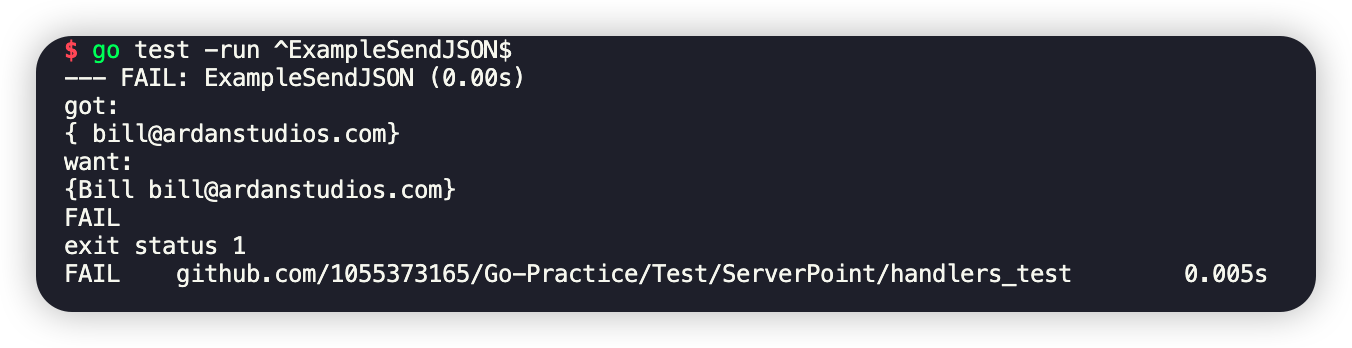 $ go test -run ^ExampleSendJSON$
--- FAIL: ExampleSendJSON (0.00s)
got:
{ bill@ardanstudios.com}
want:
{Bill bill@ardanstudios.com}
FAIL
exit status 1
FAIL    github.com/1055373165/Go-Practice/Test/ServerPoint/handlers_test        0.005s